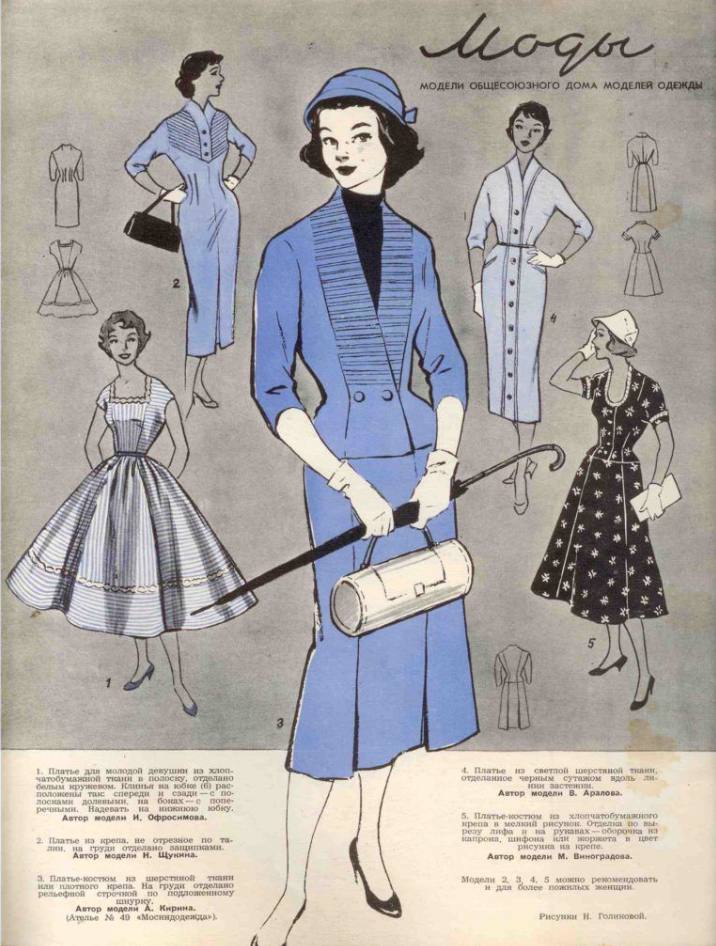 Моды
МОДЕЛИ ОБЩЕСОЮЗНОГО ДОМА МОДЕЛЕЙ ОДЕЖДЫ
2
4
1
3
5
1. Платье для молодой девушки из хлоп-
чатобумажной ткани в полоску, отделано
белым кружевом. Клинья на юбке (6) рас-
положены так: спереди и сзади — с по-
лосками долевыми, на боках — с попе-
речными. Надевать на нижнюю юбку.
Автор модели И. Офросимова.
2. Платье из крепа, не отрезное по та-
лии, на груди отделано защипками.
Автор модели Н. Щукина.
3. Платье-костюм из шерстяной ткани
или плотного крепа. На груди отделано
рельефной строчкой по подложенному
шнурку.
Автор модели А. Кирина.
(Ателье № 49 «Мосиндодежда»).
4. Платье из светлой шерстяной ткани,
отделанное черным сутажом вдоль ли-
нии застежки.
Автор модели В. Аралова.
5. Платье-костюм из хлопчатобумажного
крепа в мелкий рисунок. Отделка по вы-
резу лифа и на рукавах — оборочка из
капрона, шифона или жоржета в цвет
рисунка на крепе.
Автор модели М. Виноградова.
Модели 2, 3, 4, 5 можно рекомендовать
и для более пожилых женщин.
Рисунки Н. Голиковой.